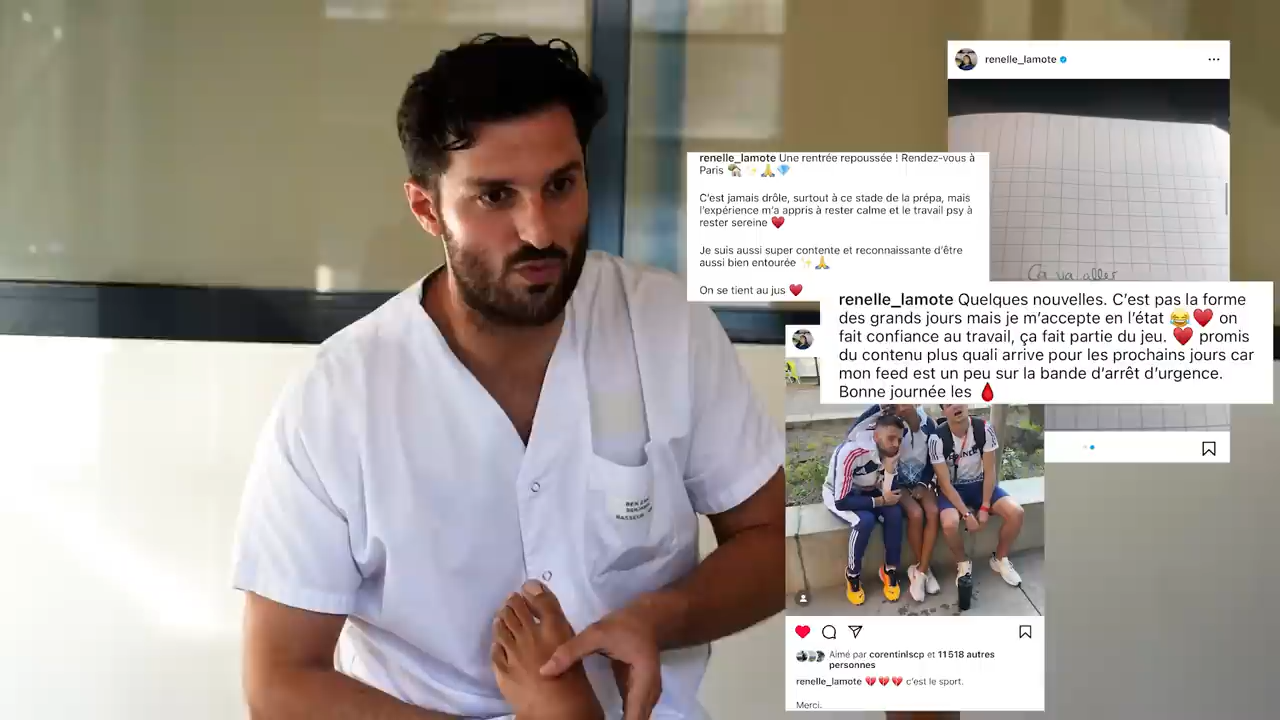 renelle_lamote
renelle_lamote Une rentrée repoussée ! Rendez-vous à
Paris 🏡✨🙏💎
C'est jamais drôle, surtout à ce stade de la prépa, mais
l'expérience m'a appris à rester calme et le travail psy à
rester sereine ♥️
Je suis aussi super contente et reconnaissante d'être
aussi bien entourée ✨🙏
On se tient au jus ♥️
Ça va aller
renelle_lamote Quelques nouvelles. C'est pas la forme
des grands jours mais je m'accepte en l'état 😂♥️ on
fait confiance au travail, ça fait partie du jeu. ♥️ promis
du contenu plus quali arrive pour les prochains jours car
mon feed est un peu sur la bande d'arrêt d'urgence.
Bonne journée les 🩸
Aimé par corentinlscp et 11 518 autres
personnes
renelle_lamote 💔💔💔 c'est le sport.
Merci.